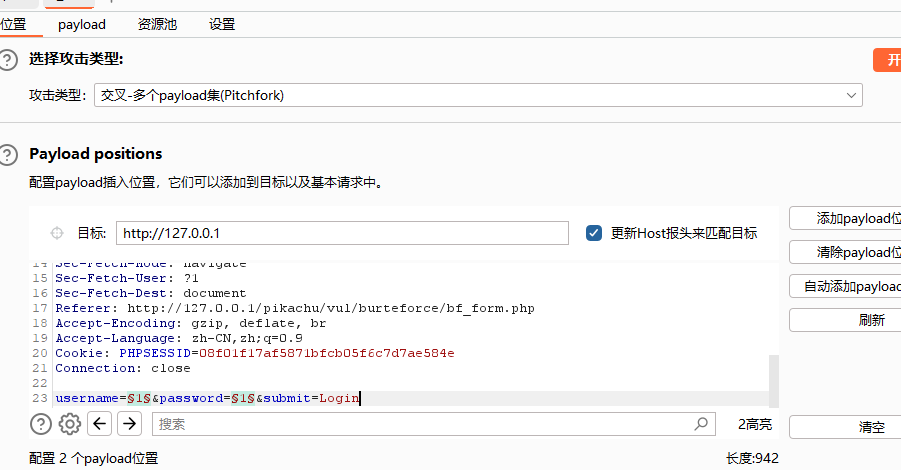 位置 payload 资源池 设置
选择攻击类型: 开
攻击类型: 交叉-多个payload集(Pitchfork)
Payload positions
配置payload插入位置，它们可以添加到目标以及基本请求中。
目标: http://127.0.0.1 更新Host报头来匹配目标
添加payload位
清除payload位
自动添加payload
刷新
14 Sec-Fetch-Mode: navigate
15 Sec-Fetch-User: ?1
16 Sec-Fetch-Dest: document
17 Referer: http://127.0.0.1/pikachu/vul/burteforce/bf_form.php
18 Accept-Encoding: gzip, deflate, br
19 Accept-Language: zh-CN,zh;q=0.9
20 Cookie: PHPSESSID=08f01f17af5871bfcb05f6c7d7ae584e
21 Connection: close
22
23 username=§1§&password=§1§&submit=Login
搜索 2高亮 清空
配置 2 个payload位置 长度:942